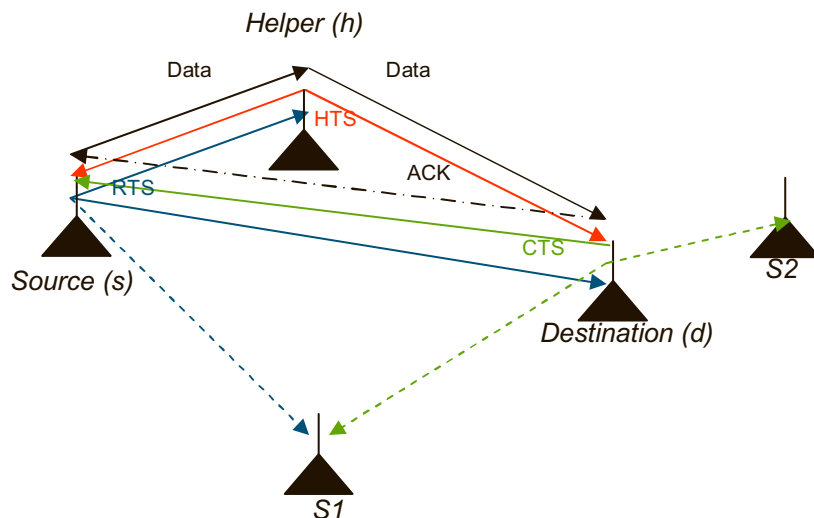 Helper (h)
Data
Data
HTS
ACK
RTS
CTS
Source (s)
S2
Destination (d)
S1